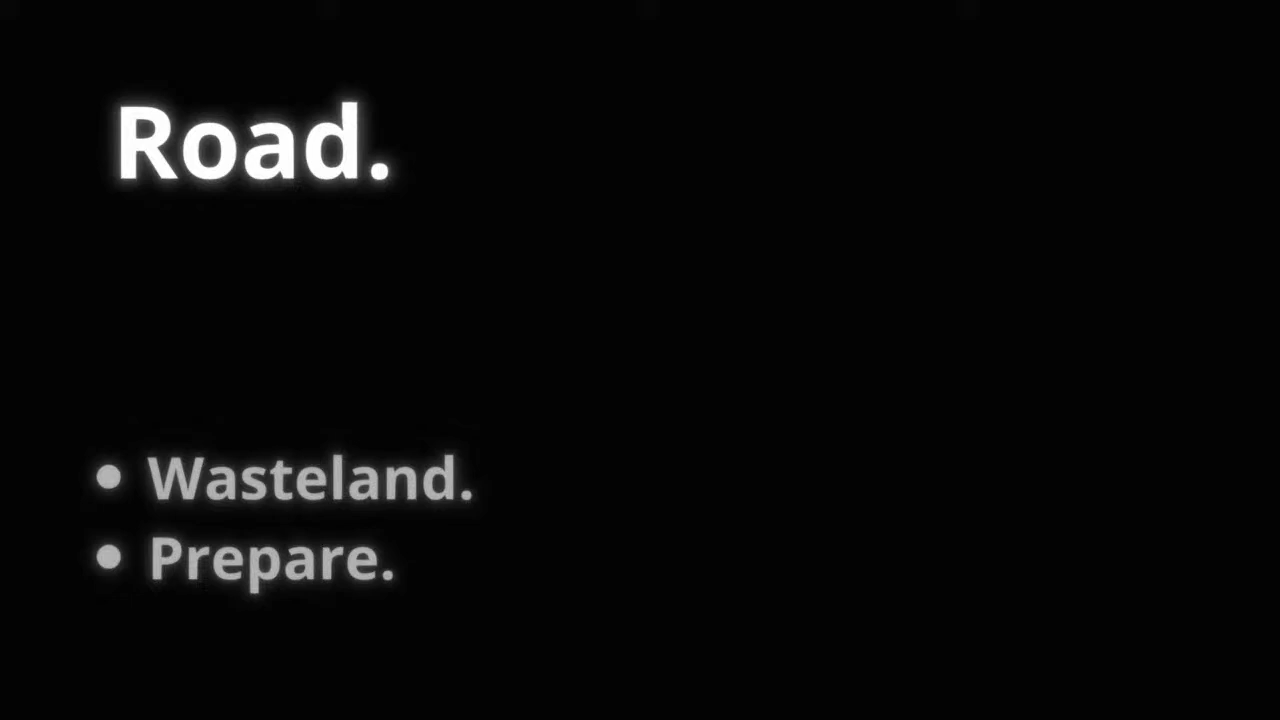 Road.
• Wasteland.
• Prepare.